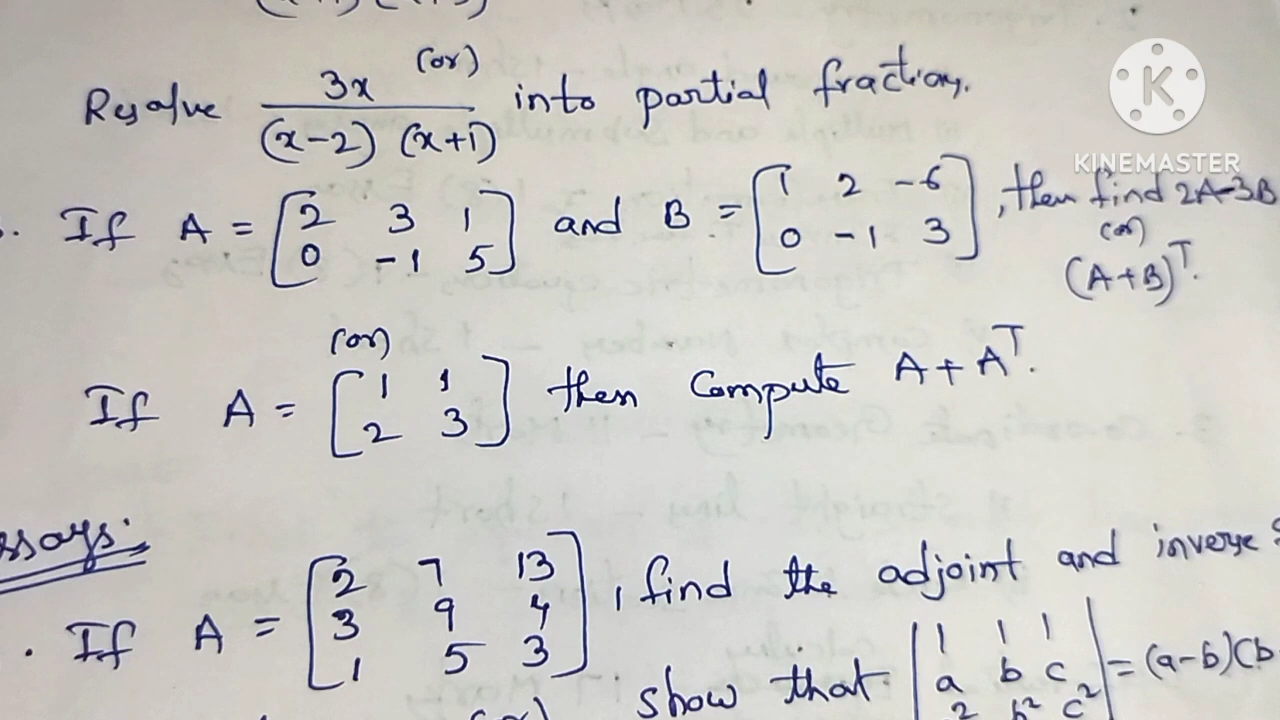 (or)
Resolve 3x/(x-2)(x+1) into partial fraction.
K
KINEMASTER
If A = [2 3 1; 0 -1 5] and B = [1 2 -6; 0 -1 3], then find 2A-3B
(or)
(A+B)^T.
(or)
If A = [1 1; 2 3] then compute A + A^T.
ssays:
. If A = [2 7 13; 3 9 4; 1 5 3], find the adjoint and inverse
show that |1 1 1; a b c; b² c²| = (a-b)(b-